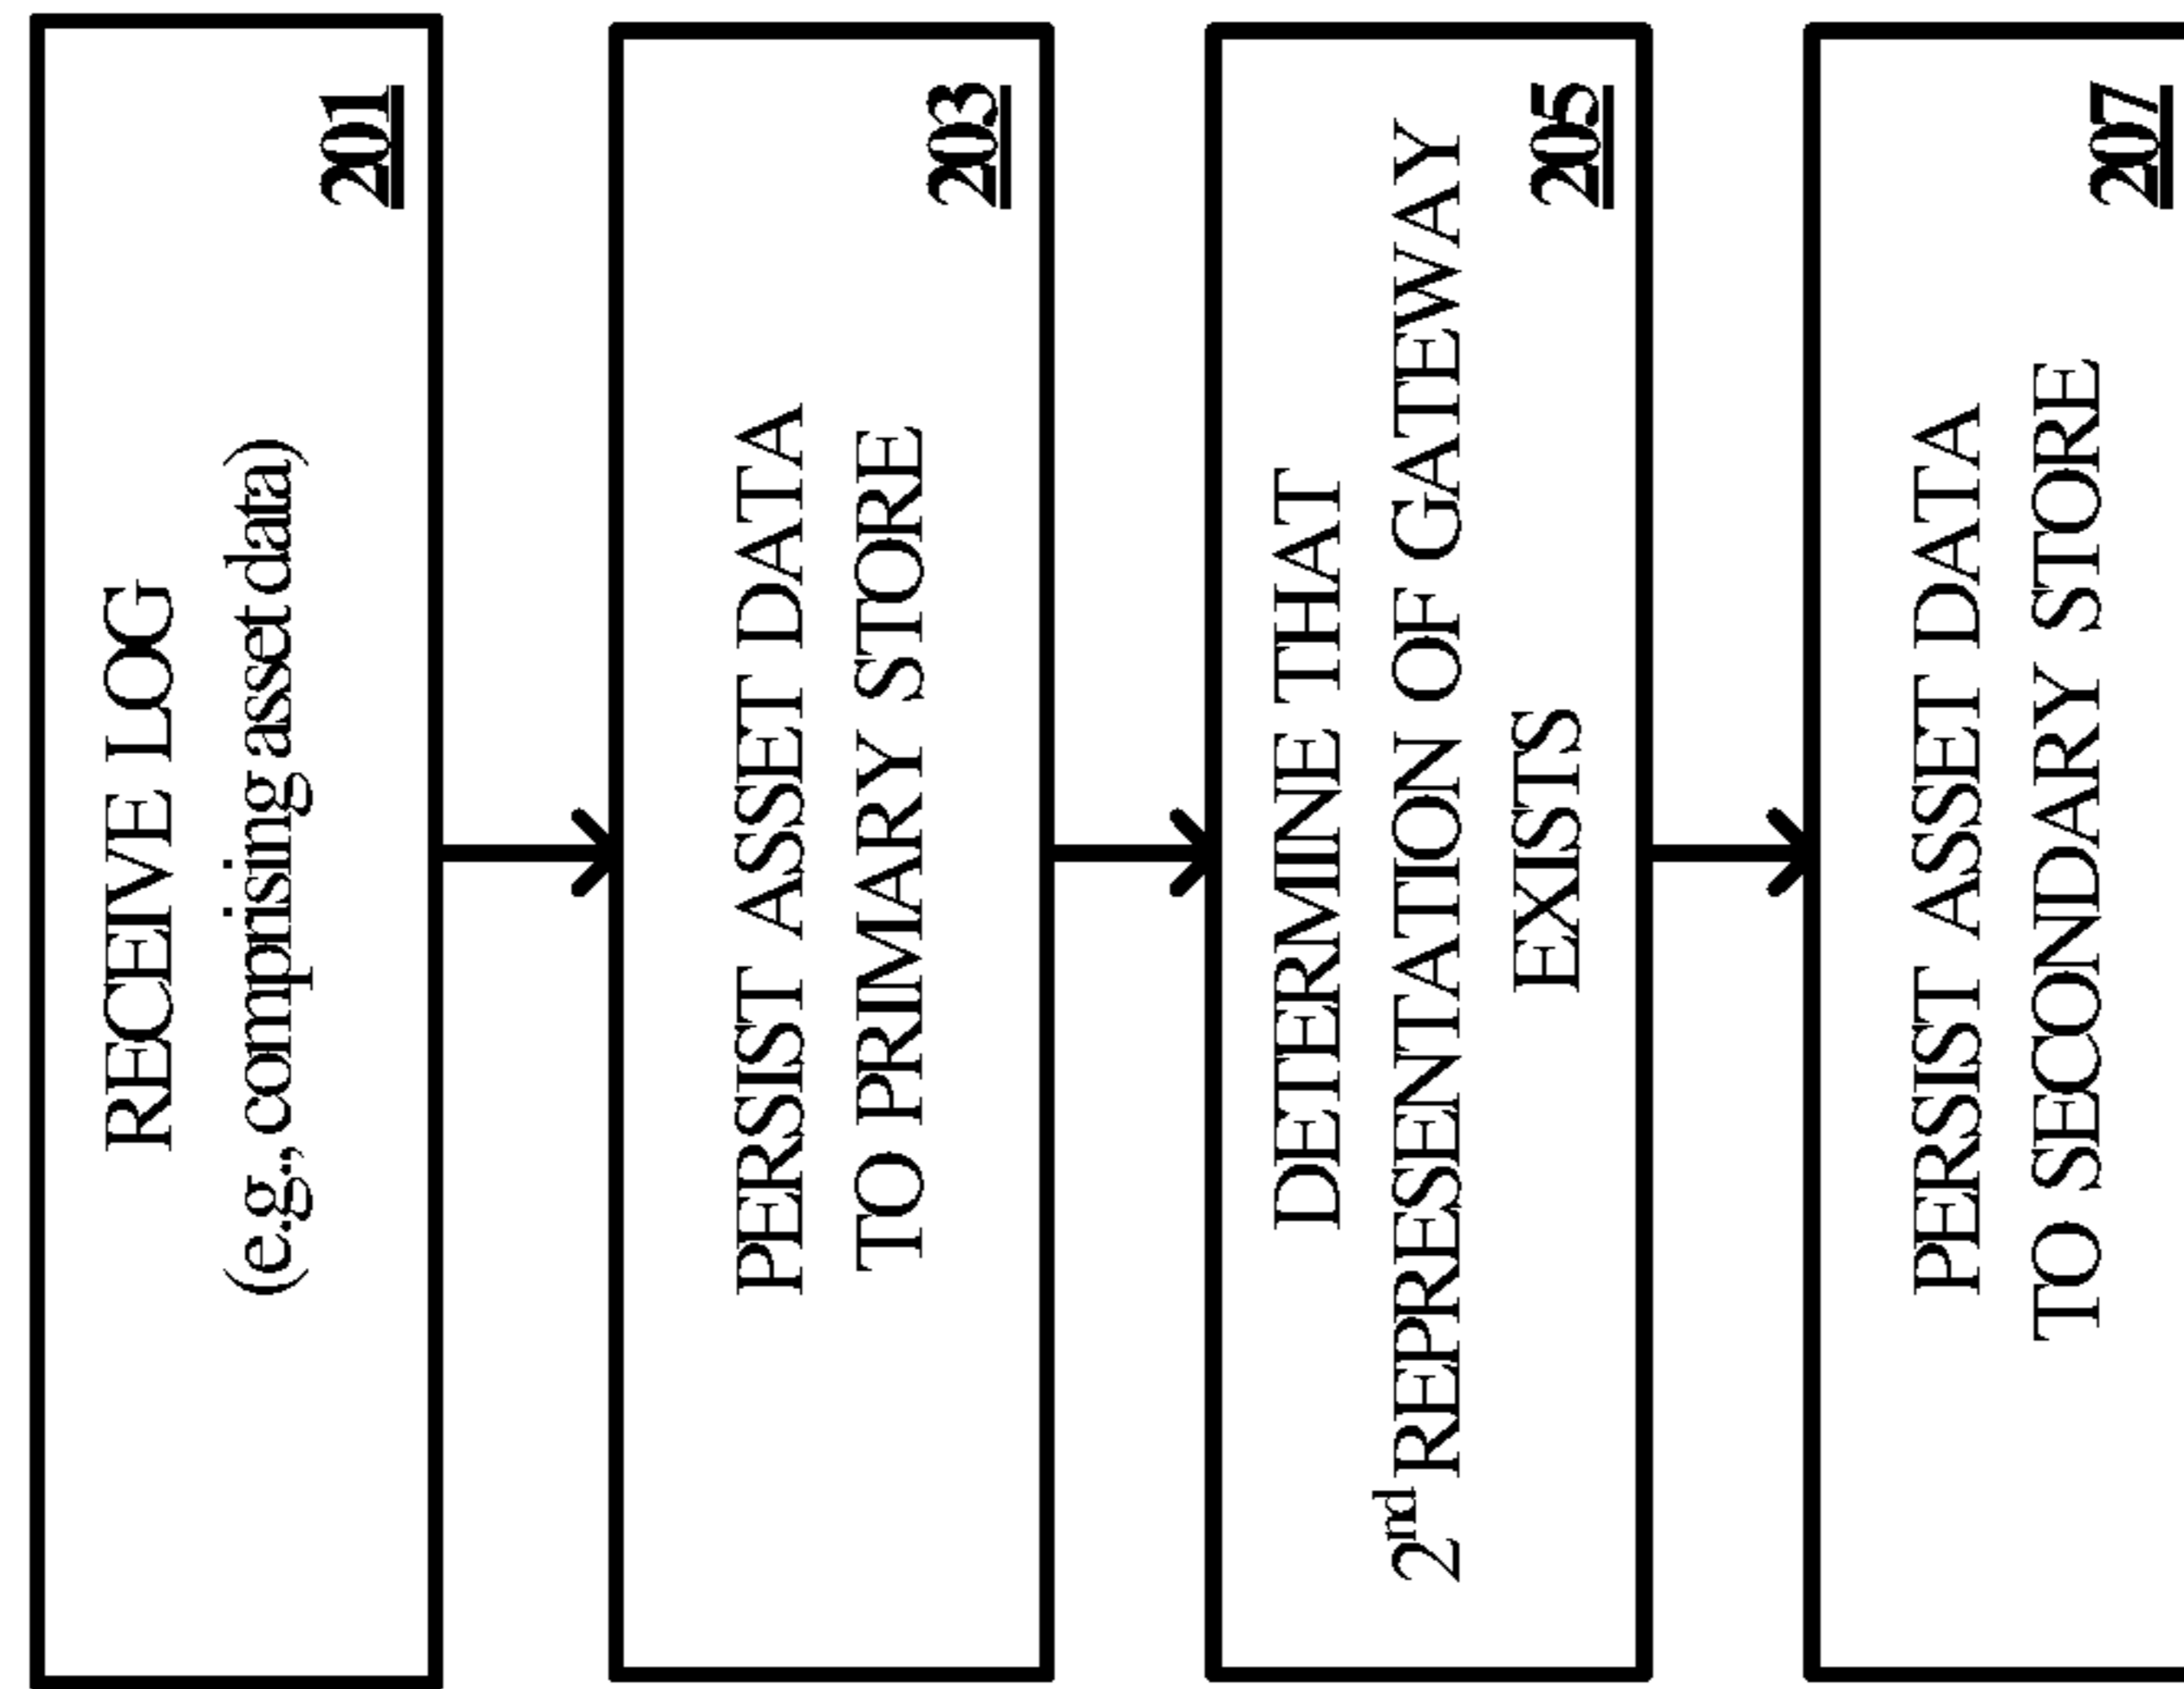 RECEIVE LOG
(e.g., comprising asset data)
201
PERSIST ASSET DATA
TO PRIMARY STORE
203
DETERMINE THAT
2nd REPRESENTATION OF GATEWAY
EXISTS
205
PERSIST ASSET DATA
TO SECONDARY STORE
207